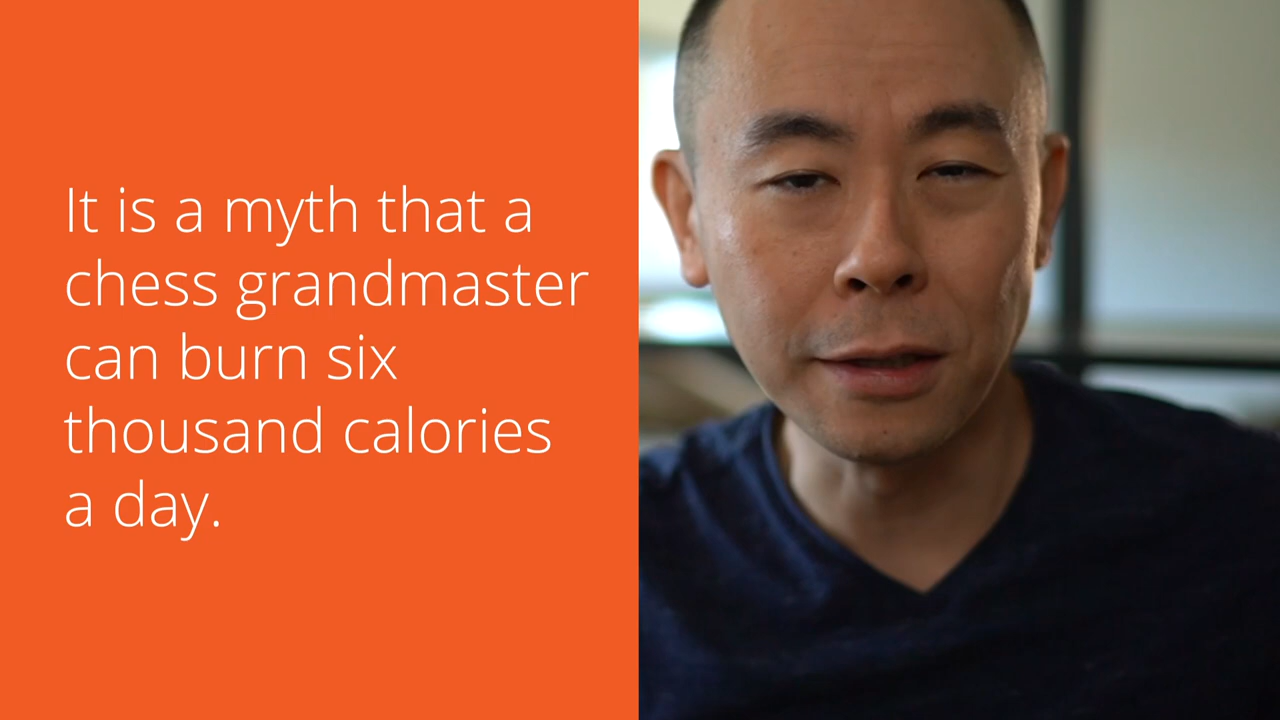 It is a myth that a
chess grandmaster
can burn six
thousand calories
a day.